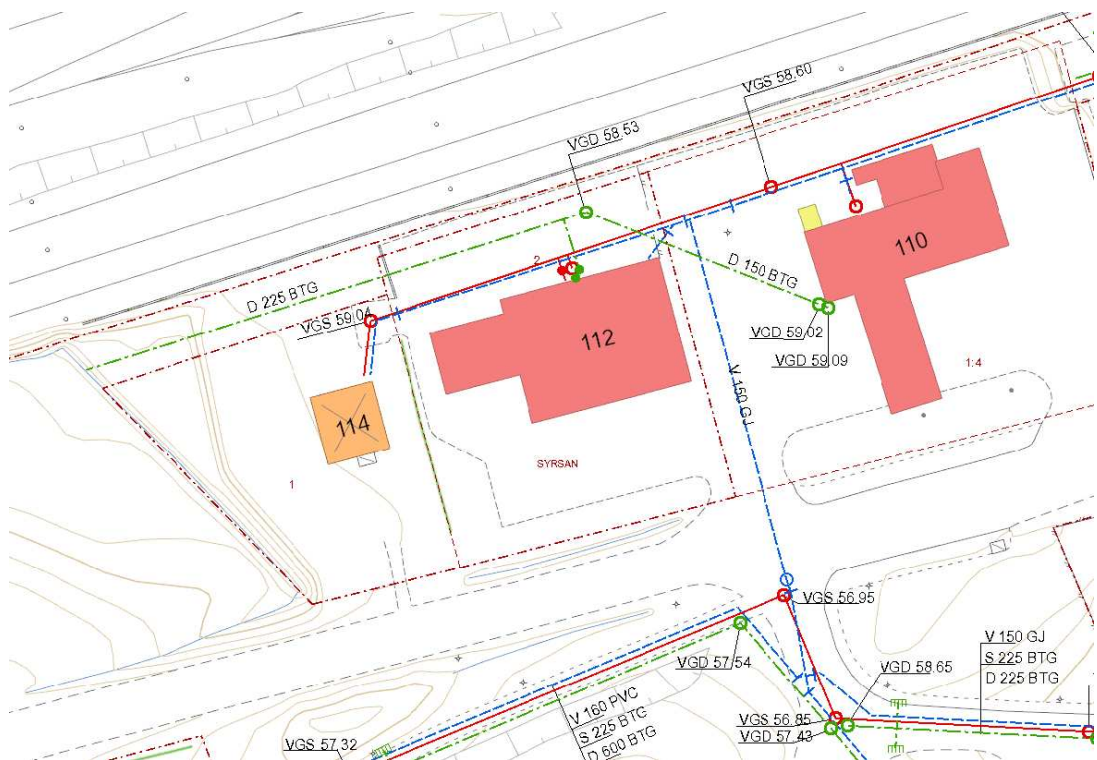 VGS 58.60
VGD 58.53
110
2
D 150 BTG
D 225 BTG
VGS 59.04
112
VGD 59.02
VGD 59.09
1:4
V 150 GJ
114
SYRSAN
1
VGS 56.95
VGD 57.54
VGD 58.65
V 150 GJ
S 225 BTG
D 225 BTG
V 160 PVC
S 225 BTG
D 600 BTG
VGS 56.85
VGD 57.43
VGS 57.32